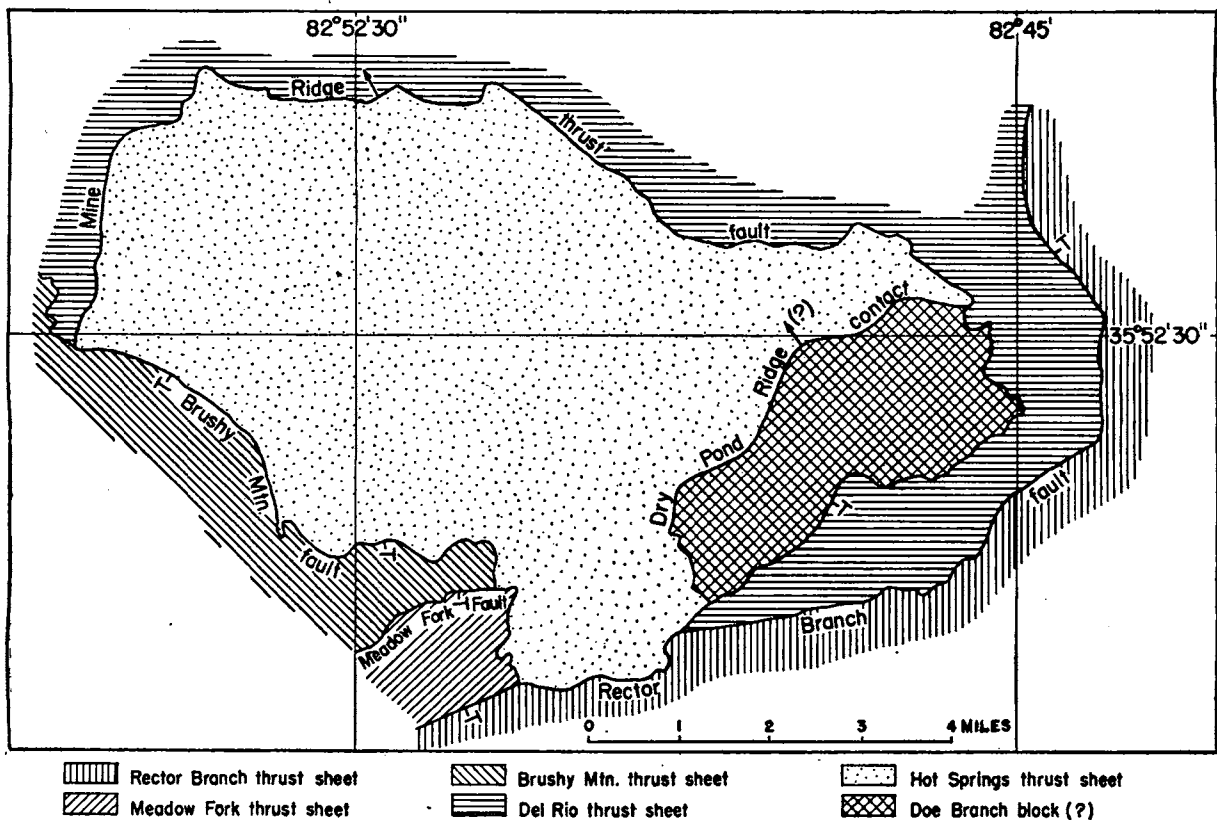 82°52'30"
82°45'
Ridge
thrust
Mine
fault
T
(?)
contact
35°52'30"
Ridge
T
Brushy
Pond
Mtn.
Dry
T
fault
fault
T
Meadow Fork Fault
Branch
Rector
T
0 1 2 3 4 MILES
Rector Branch thrust sheet
Brushy Mtn. thrust sheet
Hot Springs thrust sheet
Meadow Fork thrust sheet
Del Rio thrust sheet
Doe Branch block (?)